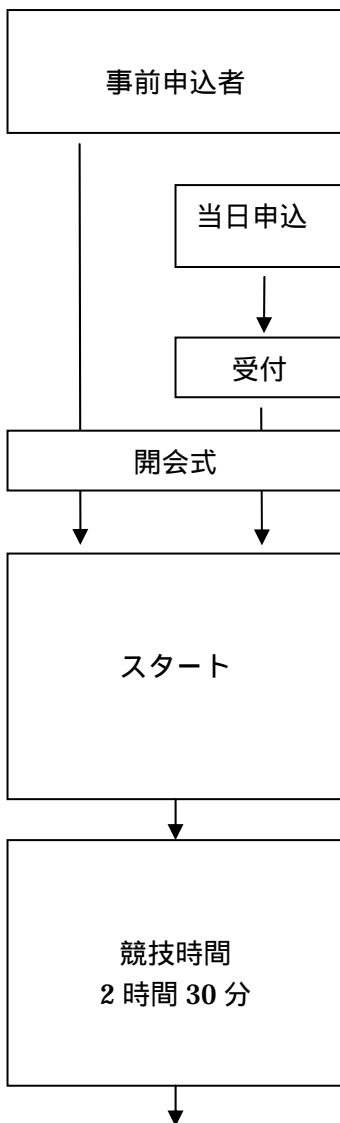 事前申込者
当日申込
受付
開会式
スタート
競技時間
2 時間 30 分